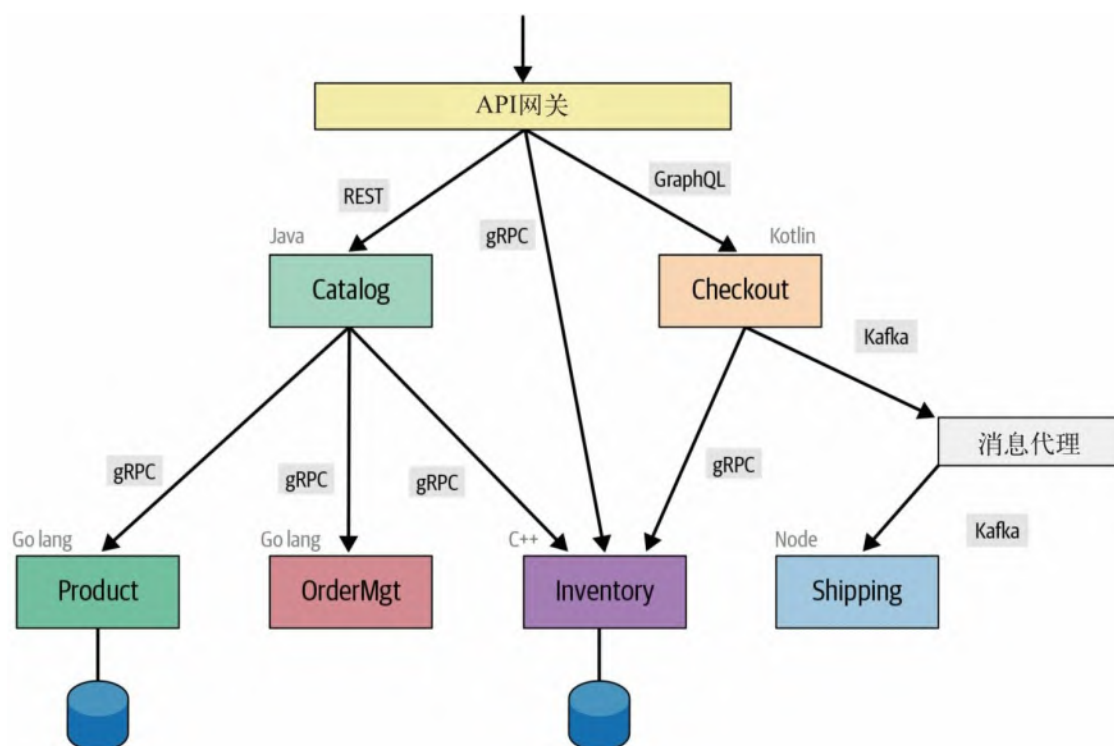 API网关
REST
GraphQL
gRPC
Java
Kotlin
Catalog
Checkout
Kafka
消息代理
gRPC
gRPC
gRPC
gRPC
Go lang
Go lang
C++
Node
Kafka
Product
OrderMgt
Inventory
Shipping